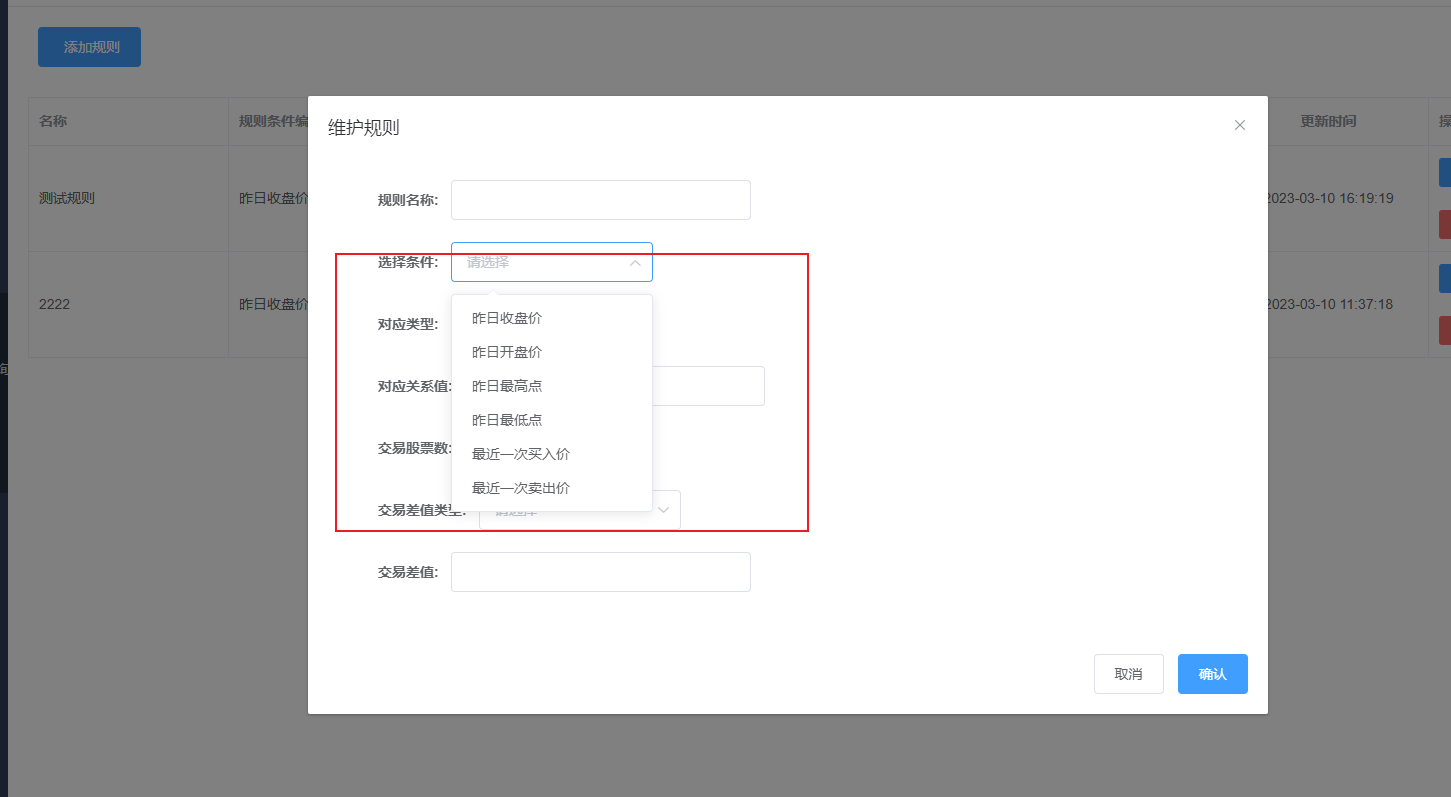 添加规则
名称
规则条件编
更新时间
测试规则
昨日收盘价
2023-03-10 16:19:19
2222
昨日收盘价
2023-03-10 11:37:18
维护规则
规则名称:
选择条件:
请选择
对应类型:
昨日收盘价
昨日开盘价
昨日最高点
昨日最低点
最近一次买入价
最近一次卖出价
对应关系值:
交易股票数:
交易差值类型:
请选择
交易差值:
取消
确认